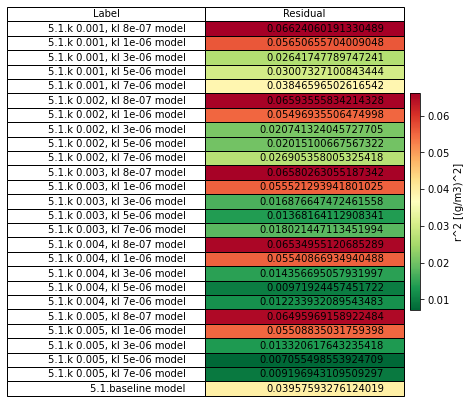 Label Residual
5.1.k 0.001, kl 8e-07 model 0.06624060191330489
5.1.k 0.001, kl 1e-06 model 0.05650655704009048
5.1.k 0.001, kl 3e-06 model 0.02641747789747241
5.1.k 0.001, kl 5e-06 model 0.03007327100843444
5.1.k 0.001, kl 7e-06 model 0.03846596502616542
5.1.k 0.002, kl 8e-07 model 0.06593555834214328
5.1.k 0.002, kl 1e-06 model 0.05496935506474998
5.1.k 0.002, kl 3e-06 model 0.020741324045727705
5.1.k 0.002, kl 5e-06 model 0.02015100667567322
5.1.k 0.002, kl 7e-06 model 0.026905358005325418
5.1.k 0.003, kl 8e-07 model 0.06580263055187342
5.1.k 0.003, kl 1e-06 model 0.055521293941801025
5.1.k 0.003, kl 3e-06 model 0.01687664747 2461558
5.1.k 0.003, kl 5e-06 model 0.01368164112908341
5.1.k 0.003, kl 7e-06 model 0.01802144711345 1994
5.1.k 0.004, kl 8e-07 model 0.06534955120685289
5.1.k 0.004, kl 1e-06 model 0.05540866934940488
5.1.k 0.004, kl 3e-06 model 0.014356695057931997
5.1.k 0.004, kl 5e-06 model 0.00971924457451722
5.1.k 0.004, kl 7e-06 model 0.012233932089543483
5.1.k 0.005, kl 8e-07 model 0.06495969158922484
5.1.k 0.005, kl 1e-06 model 0.05508835031759398
5.1.k 0.005, kl 3e-06 model 0.013320617643235418
5.1.k 0.005, kl 5e-06 model 0.007055498553924709
5.1.k 0.005, kl 7e-06 model 0.009196943109509297
5.1.baseline model 0.03957593276124019
0.06
0.05
0.04
0.03
0.02
0.01
r^2 [(g/m3)^2]